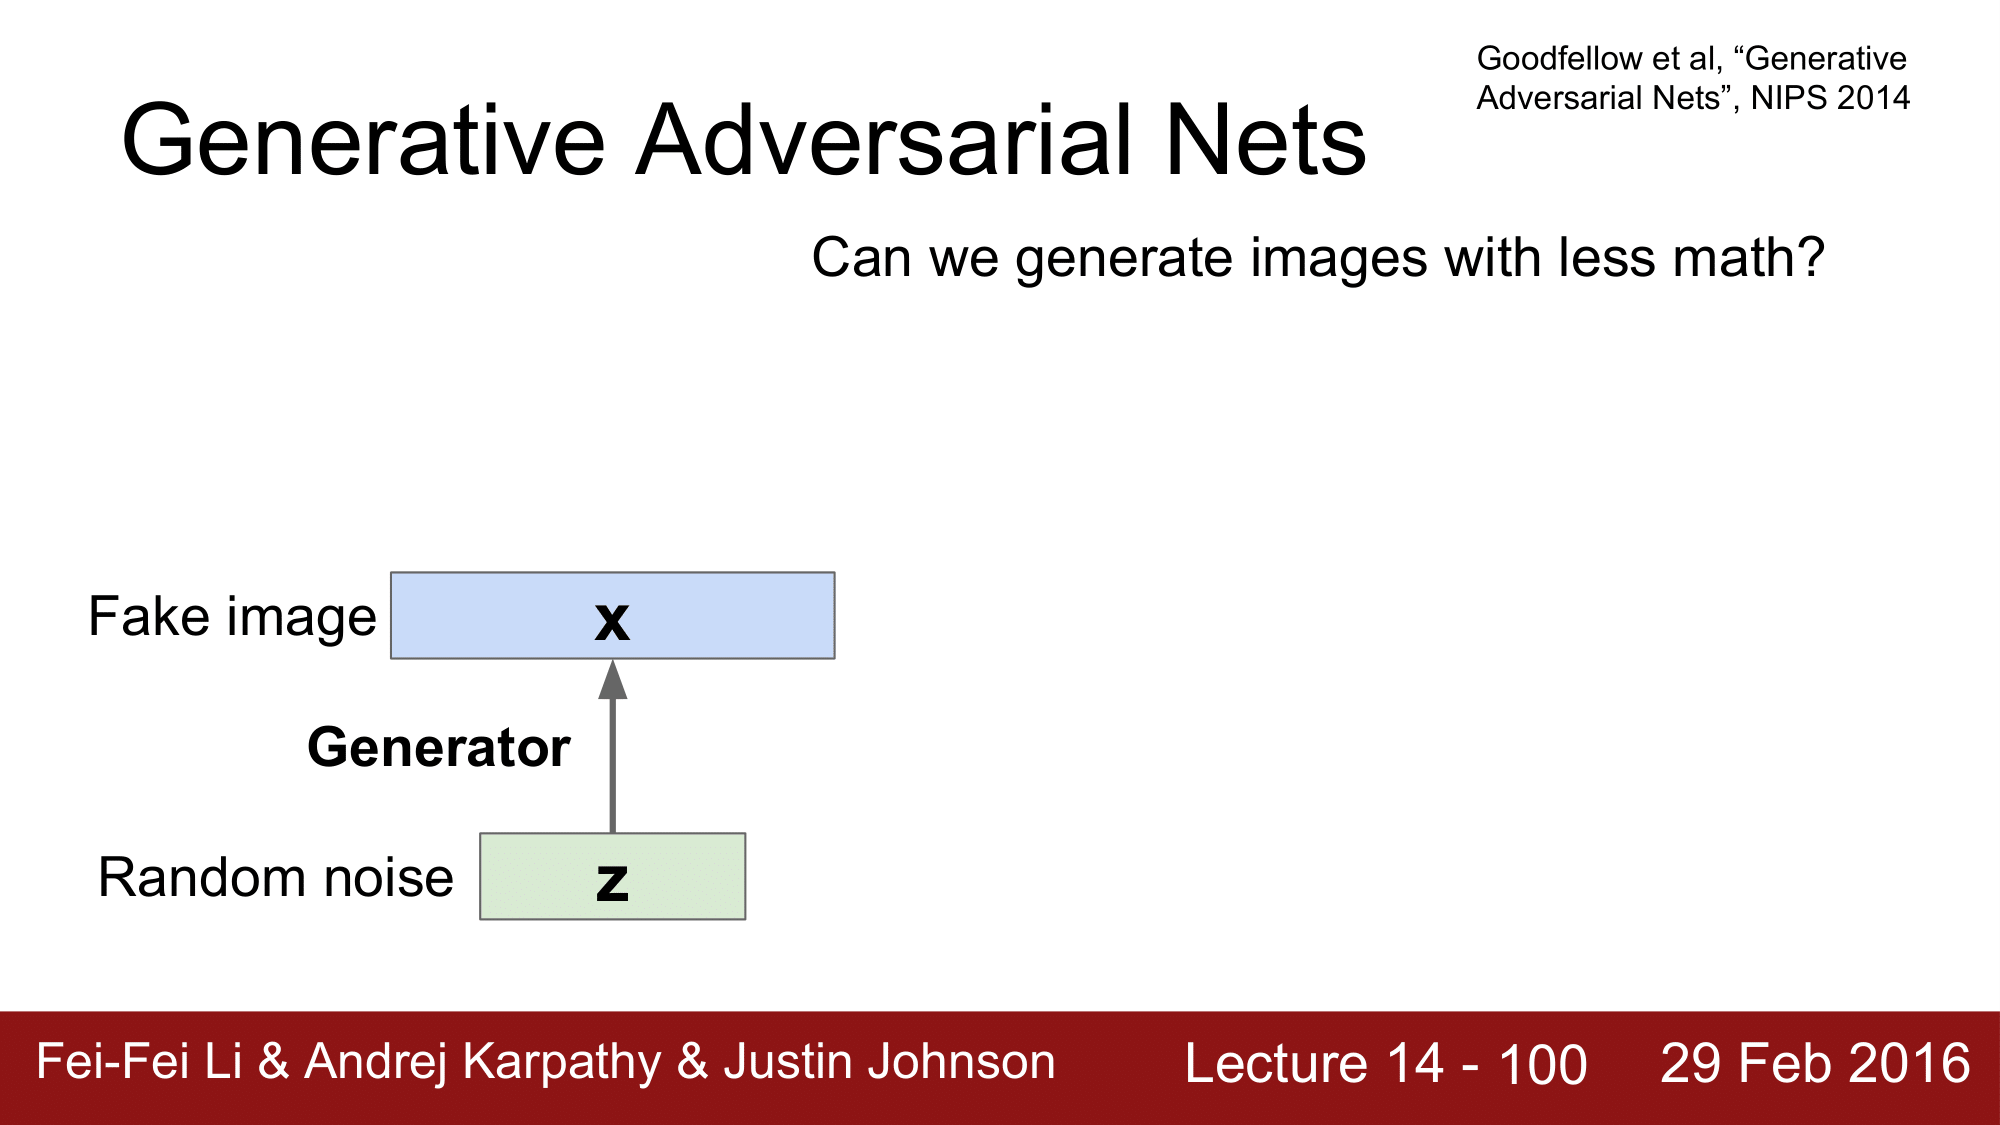 Goodfellow et al, “Generative
Adversarial Nets”, NIPS 2014
Generative Adversarial Nets
Can we generate images with less math?
Fake image
x
Generator
Random noise
z
Fei-Fei Li & Andrej Karpathy & Justin Johnson
Lecture 14 - 100
29 Feb 2016